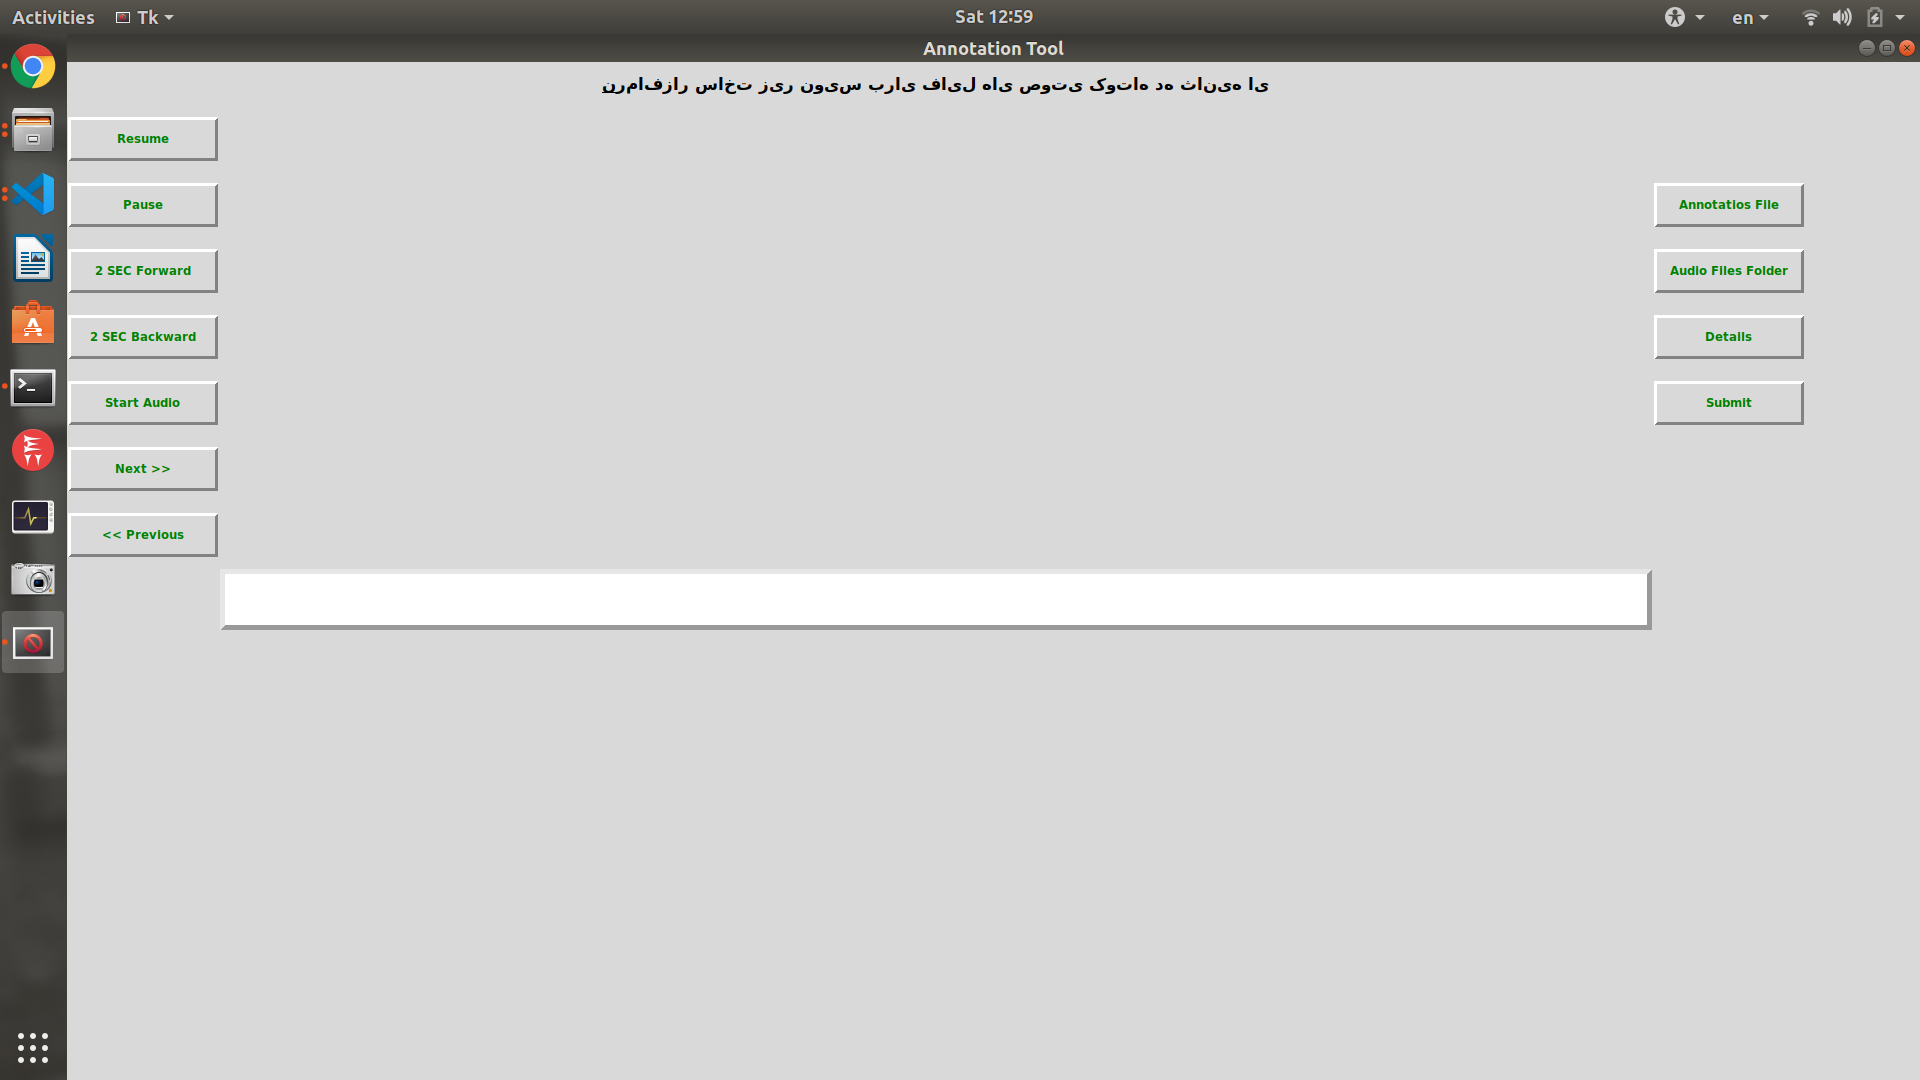 Activities
Tk
Sat 12:59
en
Annotation Tool
نرمافزار ساخت زیر نویس برای فایل های صوتی کوتاه ده ثانیه ای
Resume
Pause
Annotatios File
2 SEC Forward
Audio Files Folder
2 SEC Backward
Details
Start Audio
Submit
Next >>
<< Previous